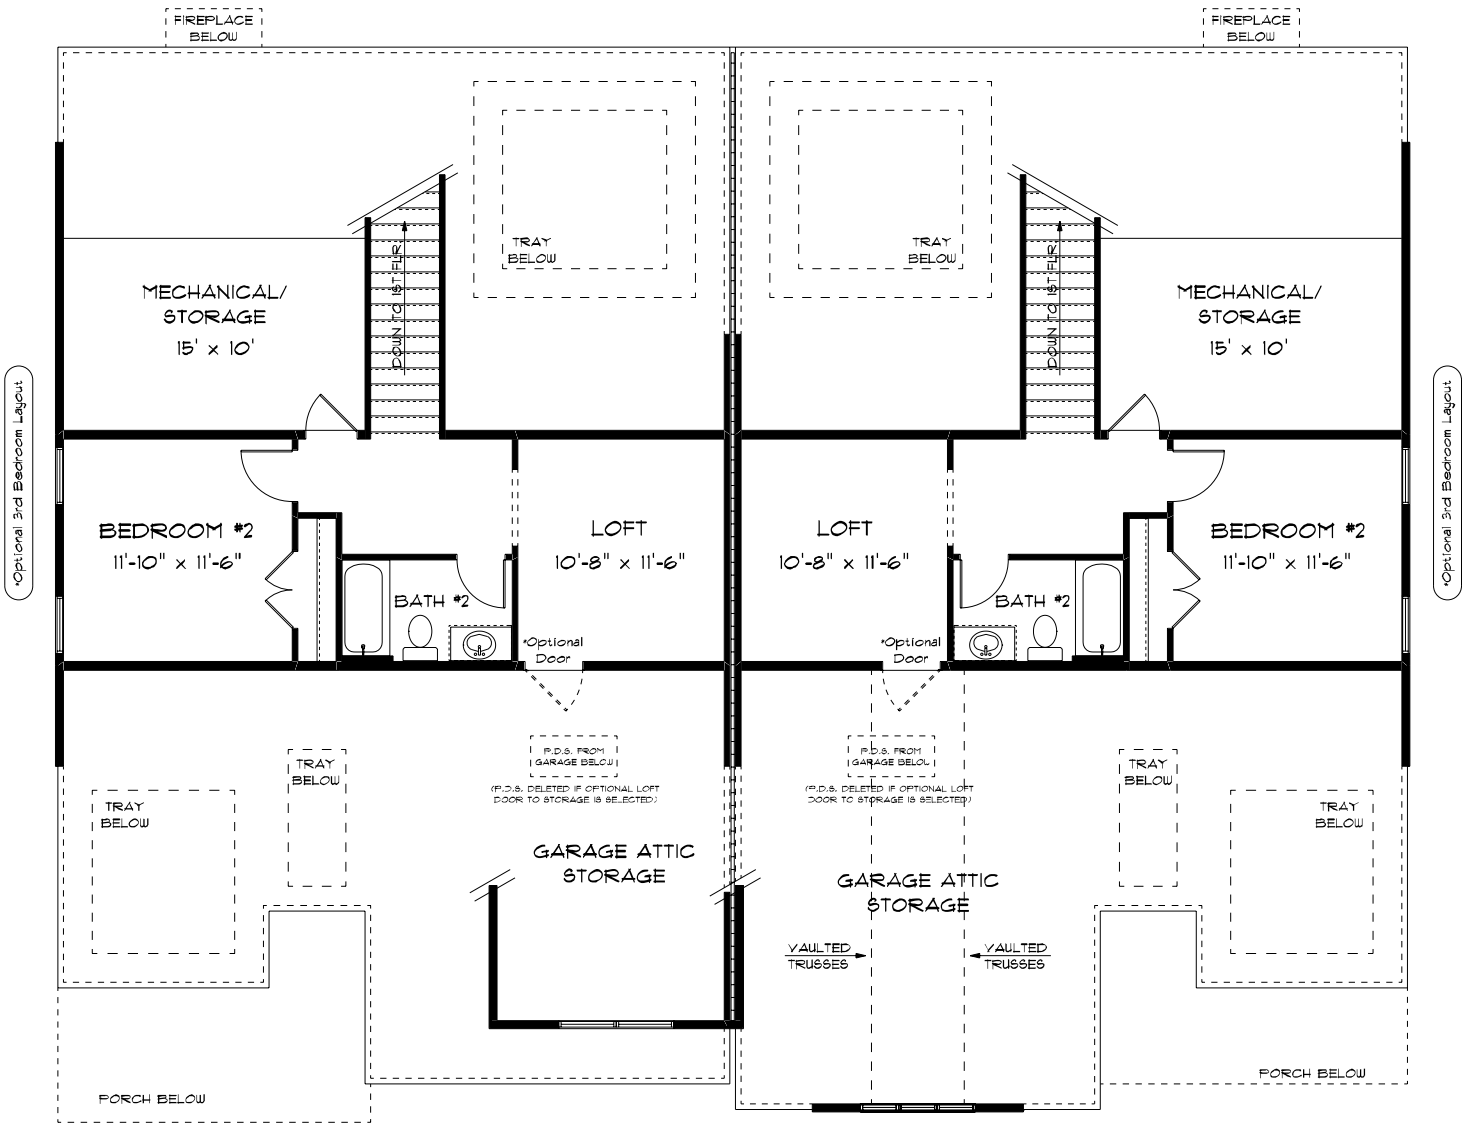 FIREPLACE
BELOW
FIREPLACE
BELOW
TRAY
BELOW
TRAY
BELOW
DOWN TO 1ST FLR.
DOWN TO 1ST FLR.
MECHANICAL/
STORAGE
15' x 10'
MECHANICAL/
STORAGE
15' x 10'
*Optional 3rd Bedroom Layout
*Optional 3rd Bedroom Layout
BEDROOM #2
11'-10" x 11'-6"
LOFT
10'-8" x 11'-6"
LOFT
10'-8" x 11'-6"
BEDROOM #2
11'-10" x 11'-6"
BATH #2
BATH #2
*Optional
Door
*Optional
Door
P.D.S. FROM
GARAGE BELOW
(P.D.S. DELETED IF OPTIONAL LOFT
DOOR TO STORAGE IS SELECTED)
P.D.S. FROM
GARAGE BELOW
(P.D.S. DELETED IF OPTIONAL LOFT
DOOR TO STORAGE IS SELECTED)
TRAY
BELOW
TRAY
BELOW
TRAY
BELOW
TRAY
BELOW
GARAGE ATTIC
STORAGE
GARAGE ATTIC
STORAGE
VAULTED
TRUSSES
VAULTED
TRUSSES
PORCH BELOW
PORCH BELOW